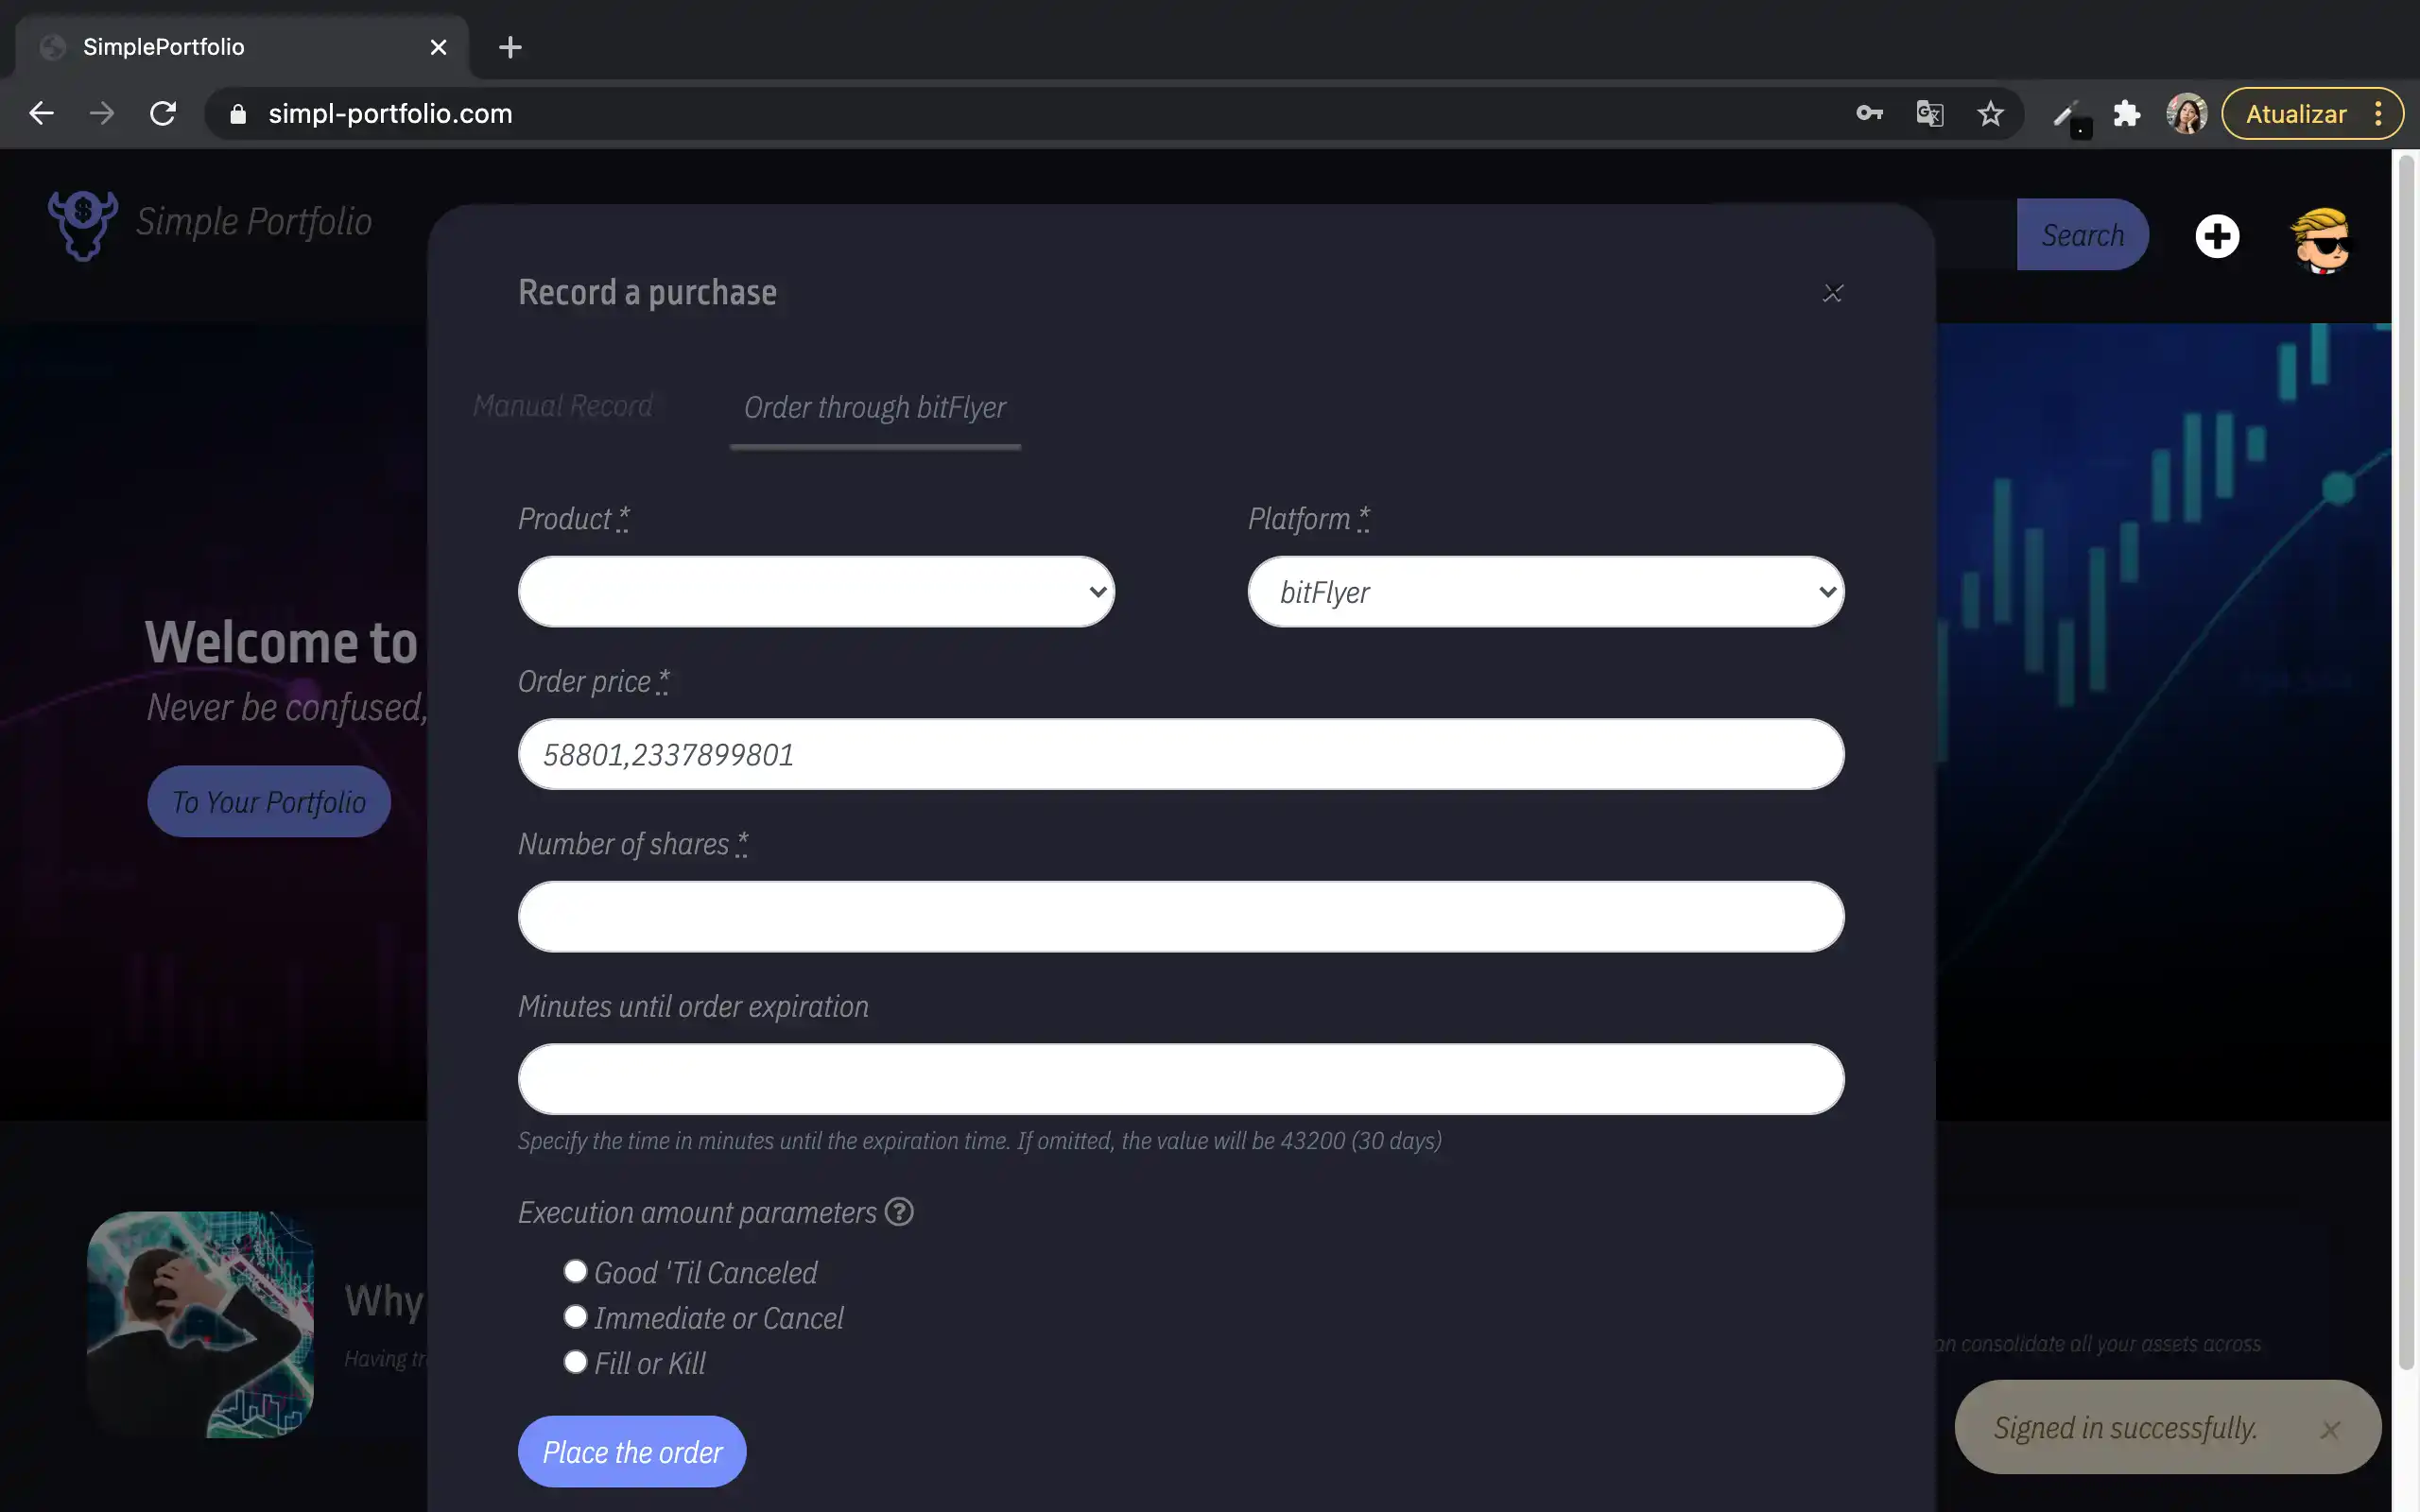 SimplePortfolio
simpl-portfolio.com
Atualizar
Simple Portfolio
Search
Record a purchase
Manual Record
Order through bitFlyer
Product *
Platform *
bitFlyer
Welcome to
Never be confused,
To Your Portfolio
Order price *
58801,2337899801
Number of shares *
Minutes until order expiration
Specify the time in minutes until the expiration time. If omitted, the value will be 43200 (30 days)
Execution amount parameters ?
Good 'Til Canceled
Immediate or Cancel
Fill or Kill
Why
Having tr
an consolidate all your assets across
Place the order
Signed in successfully.